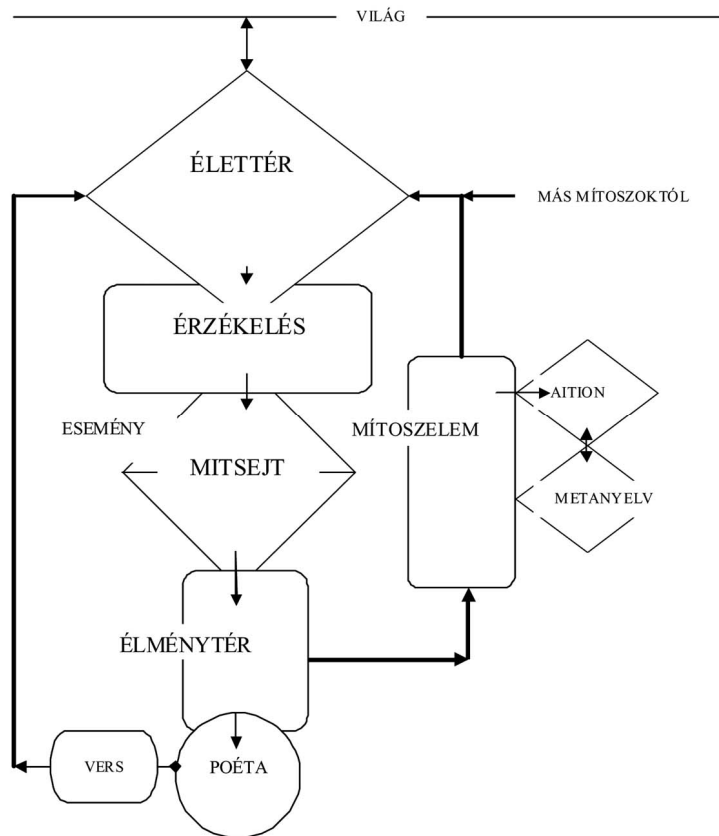 VILÁG
ÉLETTÉR
MÁS MÍTOSZOKTÓL
ÉRZÉKELÉS
AITION
ESEMÉNY
MÍTOSZELEM
MITSEJT
METANYELV
ÉLMÉNYTÉR
VERS
POÉTA